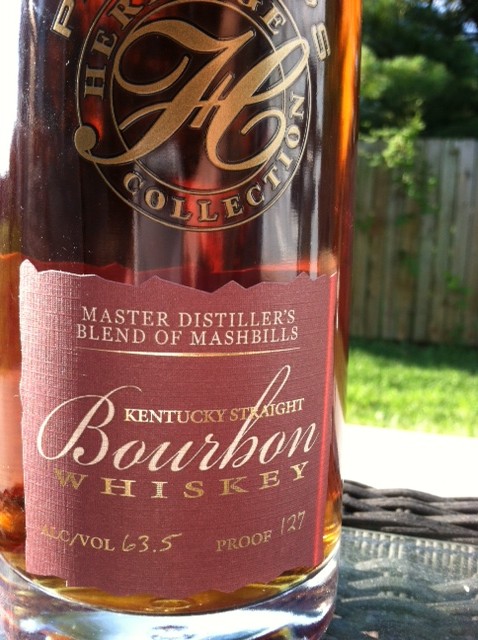 HERITAGE
H
COLLECTION
MASTER DISTILLER'S
BLEND OF MASHBILLS
KENTUCKY STRAIGHT
Bourbon
WHISKEY
ALC/VOL 63.5 PROOF 127